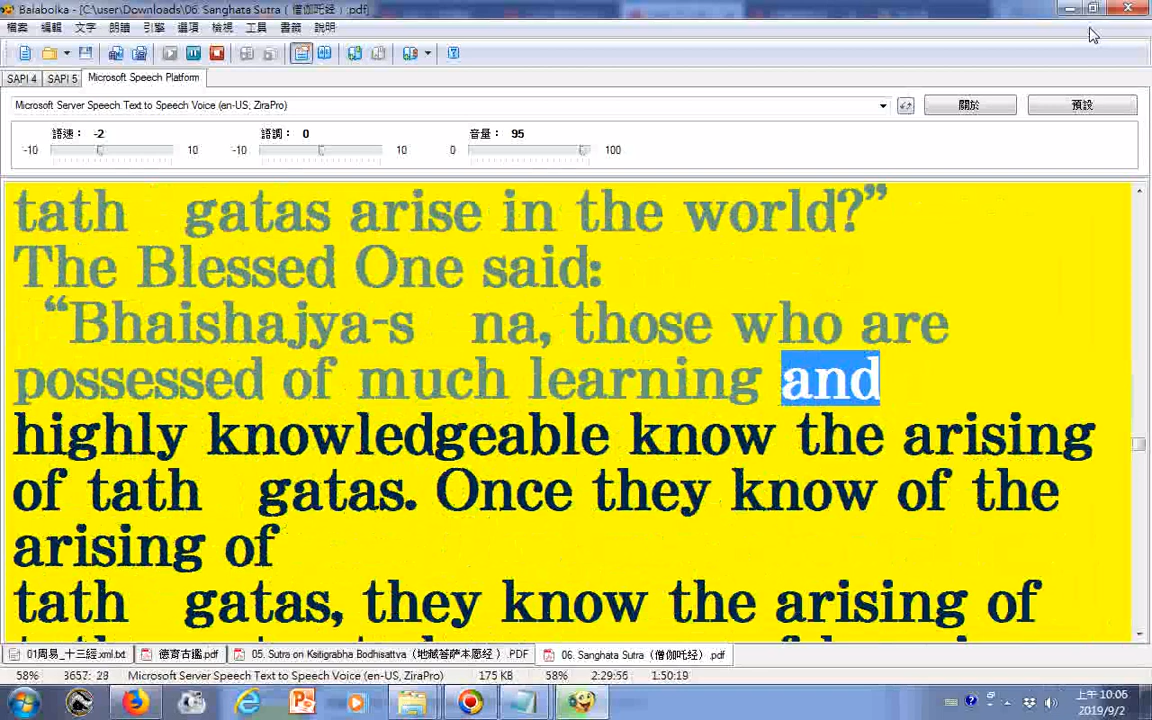 Balabolka - [C:\user\Downloads\06. Sanghata Sutra（僧伽吒经）.pdf]
檔案 編輯 文字 朗讀 引擎 選項 檢視 工具 書籤 說明
SAPI 4 SAPI 5 Microsoft Speech Platform
Microsoft Server Speech Text to Speech Voice (en-US, ZiraPro) 關於 預設
語速： -2 語調： 0 音量： 95
-10 10 -10 10 0 100
tath gatas arise in the world?”
The Blessed One said:
“Bhaishajya-s na, those who are
possessed of much learning and
highly knowledgeable know the arising
of tath gatas. Once they know of the
arising of
tath gatas, they know the arising of
01周易_十三經.xml.txt 德育古鑑.pdf 05. Sutra on Ksitigrabha Bodhisattva（地藏菩萨本愿经）.PDF 06. Sanghata Sutra（僧伽吒经）.pdf
58% 3657: 28 Microsoft Server Speech Text to Speech Voice (en-US, ZiraPro) 175 KB 58% 2:29:56 1:50:19
上午 10:06
2019/9/2